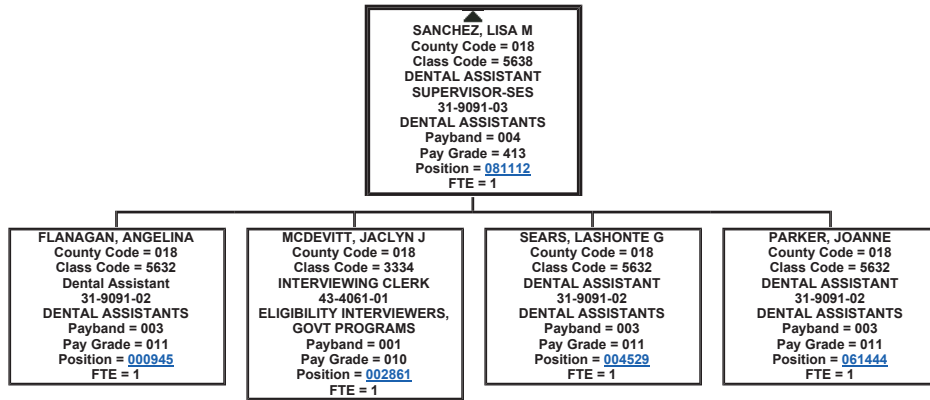 SANCHEZ, LISA M
County Code = 018
Class Code = 5638
DENTAL ASSISTANT
SUPERVISOR-SES
31-9091-03
DENTAL ASSISTANTS
Payband = 004
Pay Grade = 413
Position = 081112
FTE = 1
FLANAGAN, ANGELINA
County Code = 018
Class Code = 5632
Dental Assistant
31-9091-02
DENTAL ASSISTANTS
Payband = 003
Pay Grade = 011
Position = 000945
FTE = 1
MCDEVITT, JACLYN J
County Code = 018
Class Code = 3334
INTERVIEWING CLERK
43-4061-01
ELIGIBILITY INTERVIEWERS,
GOVT PROGRAMS
Payband = 001
Pay Grade = 010
Position = 002861
FTE = 1
SEARS, LASHONTE G
County Code = 018
Class Code = 5632
DENTAL ASSISTANT
31-9091-02
DENTAL ASSISTANTS
Payband = 003
Pay Grade = 011
Position = 004529
FTE = 1
PARKER, JOANNE
County Code = 018
Class Code = 5632
DENTAL ASSISTANT
31-9091-02
DENTAL ASSISTANTS
Payband = 003
Pay Grade = 011
Position = 061444
FTE = 1